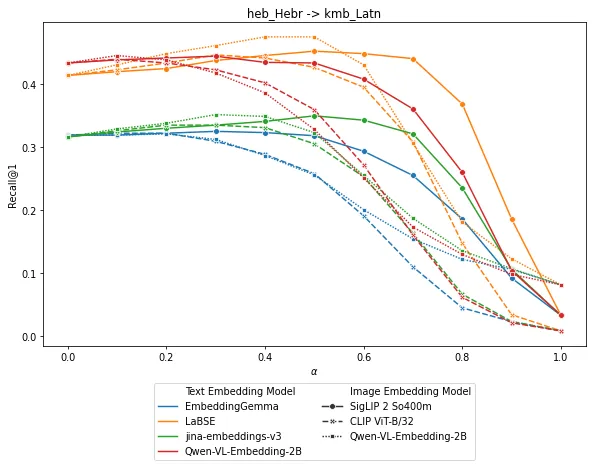 heb_Hebr -> kmb_Latn
Recall@1
0.4
0.3
0.2
0.1
0.0
0.0 0.2 0.4 0.6 0.8 1.0
α
Text Embedding Model Image Embedding Model
EmbeddingGemma SigLIP 2 So400m
LaBSE CLIP ViT-B/32
jina-embeddings-v3 Qwen-VL-Embedding-2B
Qwen-VL-Embedding-2B